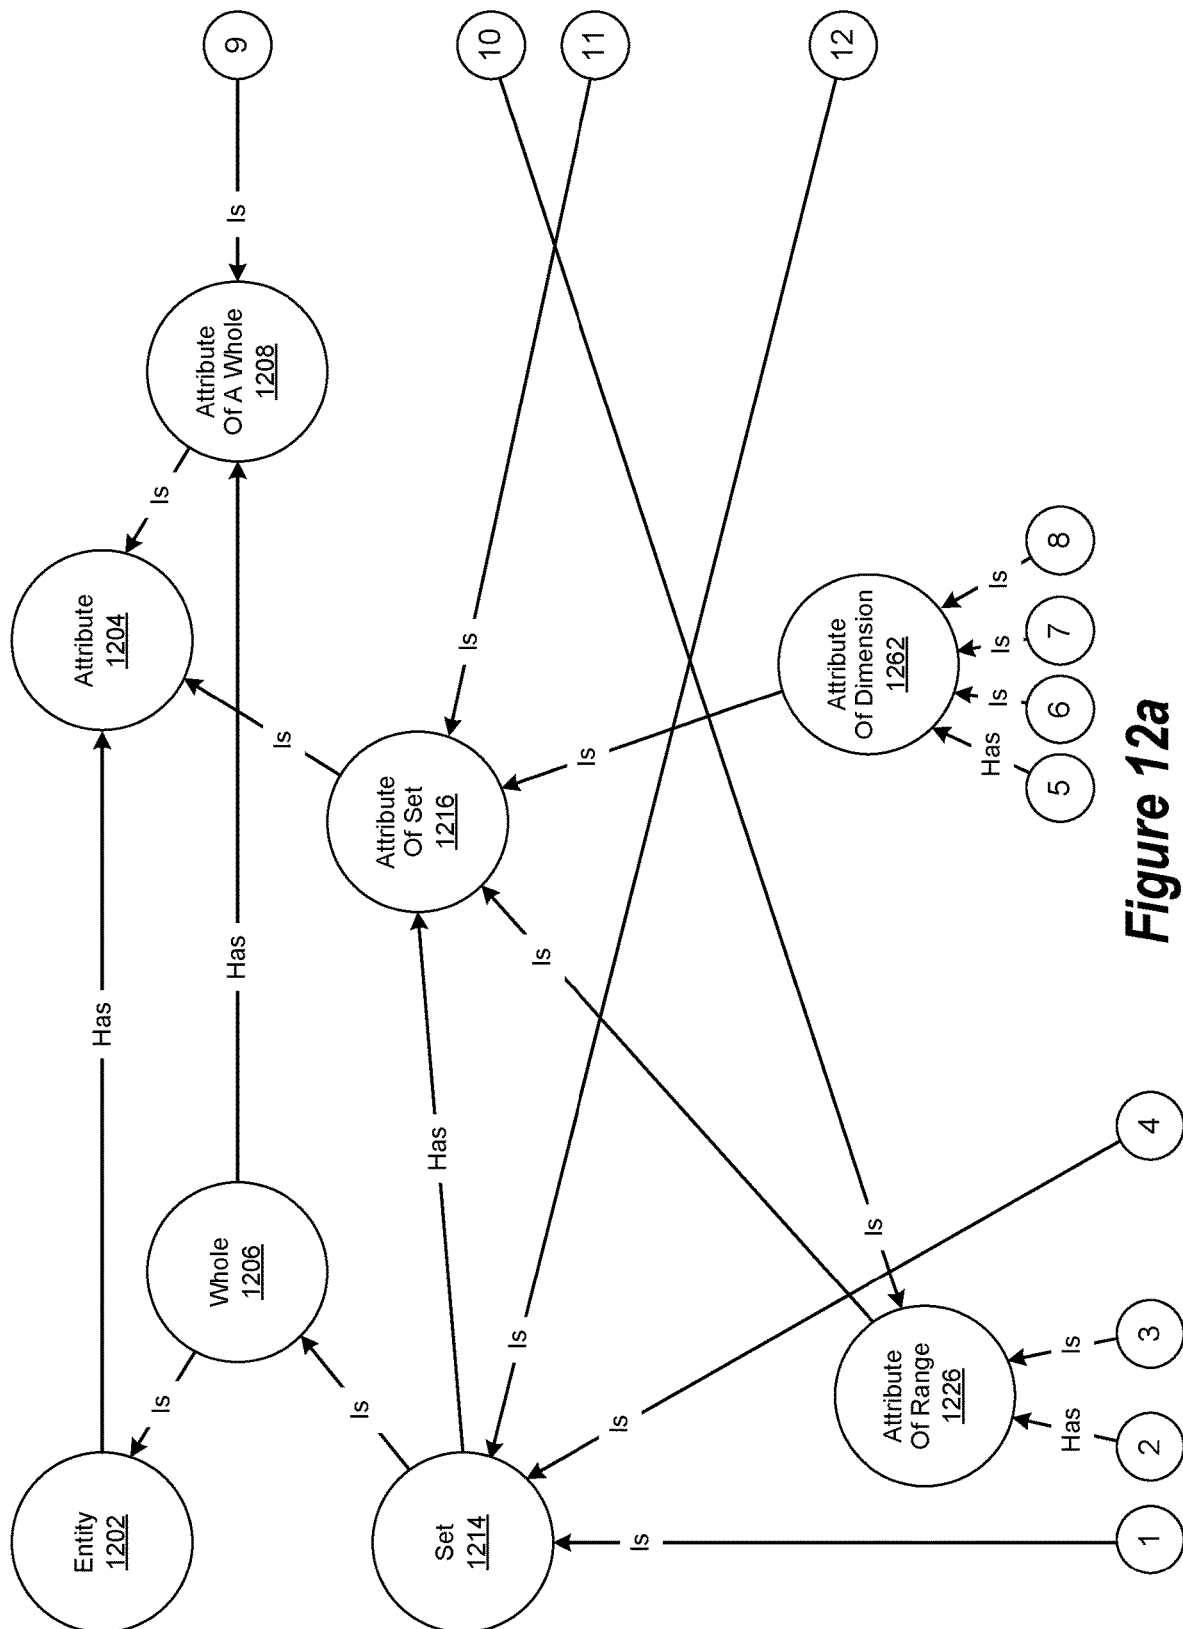 Entity
1202
Has
Attribute
1204
Is
Whole
1206
Is
Has
Attribute
Of A Whole
1208
Is
9
Is
Is
Set
1214
Has
Attribute
Of Set
1216
Is
10
11
Is
Is
Is
12
Is
Is
Attribute
Of Range
1226
Is
Attribute
Of Dimension
1262
Is
Has
Is
Has
Is
Is
Is
1
2
3
4
5
6
7
8
Figure 12a